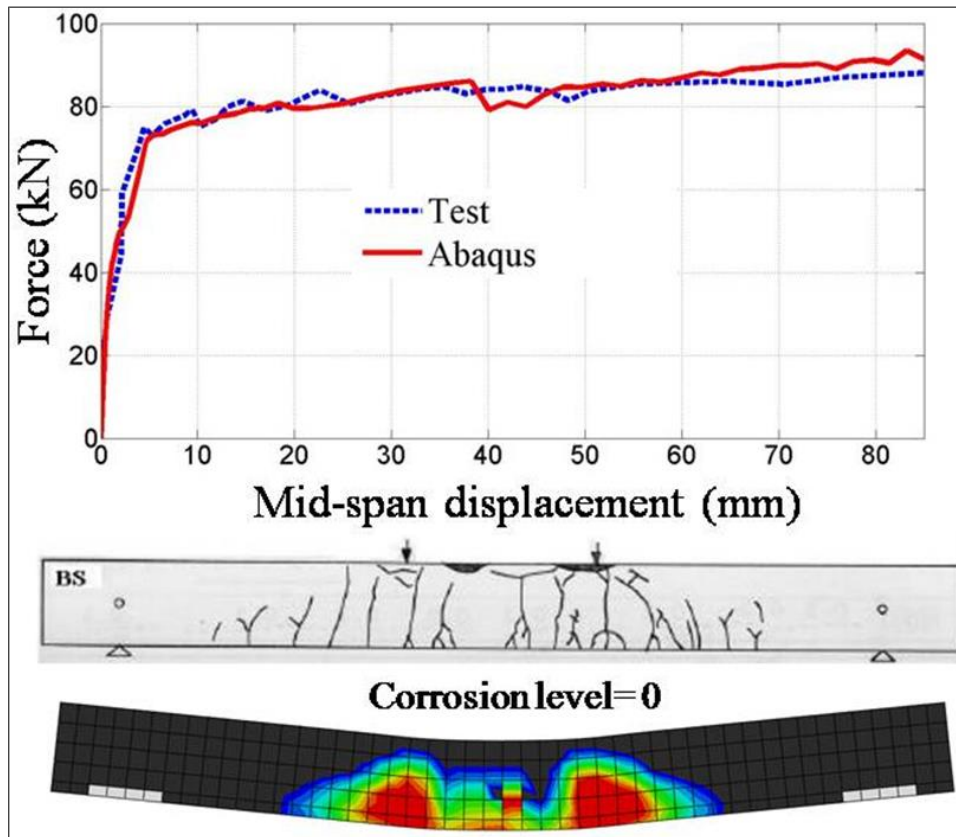 100
80
60
40
20
0
Force (kN)
Test
Abaqus
0 10 20 30 40 50 60 70 80
Mid-span displacement (mm)
BS
Corrosion level= 0